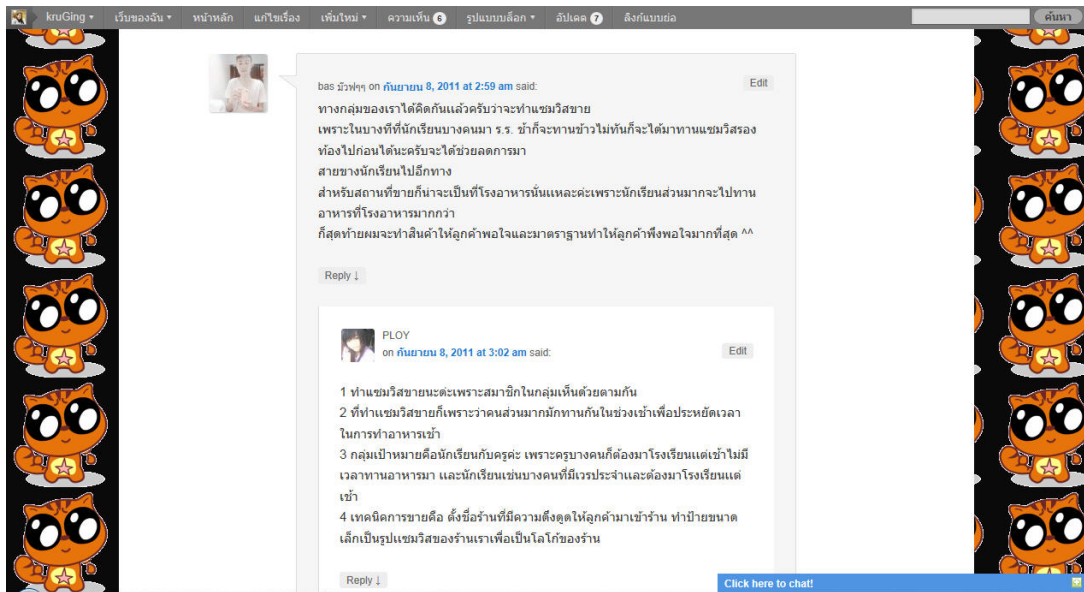 kruGing เว็บของฉัน หน้าหลัก แก้ไขเรื่อง เพิ่มใหม่ ความเห็น 6 รูปแบบบล็อก อัปเดต 7 ลิงก์แบบย่อ ค้นหา
bas มัวฟๆๆ on กันยายน 8, 2011 at 2:59 am said: Edit
ทางกลุ่มของเราได้คิดกันแล้วครับว่าจะทำแซมวิสขาย
เพราะในบางทีที่นักเรียนบางคนมา ร.ร. ช้าก็จะทานข้าวไม่ทันก็จะได้มาทานแซมวิสรอง
ท้องไปก่อนได้นะครับจะได้ช่วยลดการมา
สายขางนักเรียนไปอีกทาง
สำหรับสถานที่ขายก็น่าจะเป็นที่โรงอาหารนั่นแหละค่ะเพราะนักเรียนส่วนมากจะไปทาน
อาหารที่โรงอาหารมากกว่า
ก็สุดท้ายผมจะทำสินค้าให้ลูกค้าพอใจและมาตราฐานทำให้ลูกค้าพึงพอใจมากที่สุด ^^
Reply ↓
PLOY
on กันยายน 8, 2011 at 3:02 am said: Edit
1 ทำแซมวิสขายนะค่ะเพราะสมาชิกในกลุ่มเห็นด้วยตามกัน
2 ที่ทำแซมวิสขายก็เพราะว่าคนส่วนมากมักทานกันในช่วงเช้าเพื่อประหยัดเวลา
ในการทำอาหารเช้า
3 กลุ่มเป้าหมายคือนักเรียนกับครูค่ะ เพราะครูบางคนก็ต้องมาโรงเรียนแต่เช้าไม่มี
เวลาทานอาหารมา และนักเรียนเช่นบางคนที่มีเวรประจำและต้องมาโรงเรียนแต่
เช้า
4 เทคนิคการขายคือ ตั้งชื่อร้านที่มีความดึงดูดให้ลูกค้ามาเข้าร้าน ทำป้ายขนาด
เล็กเป็นรูปแซมวิสของร้านเราเพื่อเป็นโลโก้ของร้าน
Reply ↓
Click here to chat!